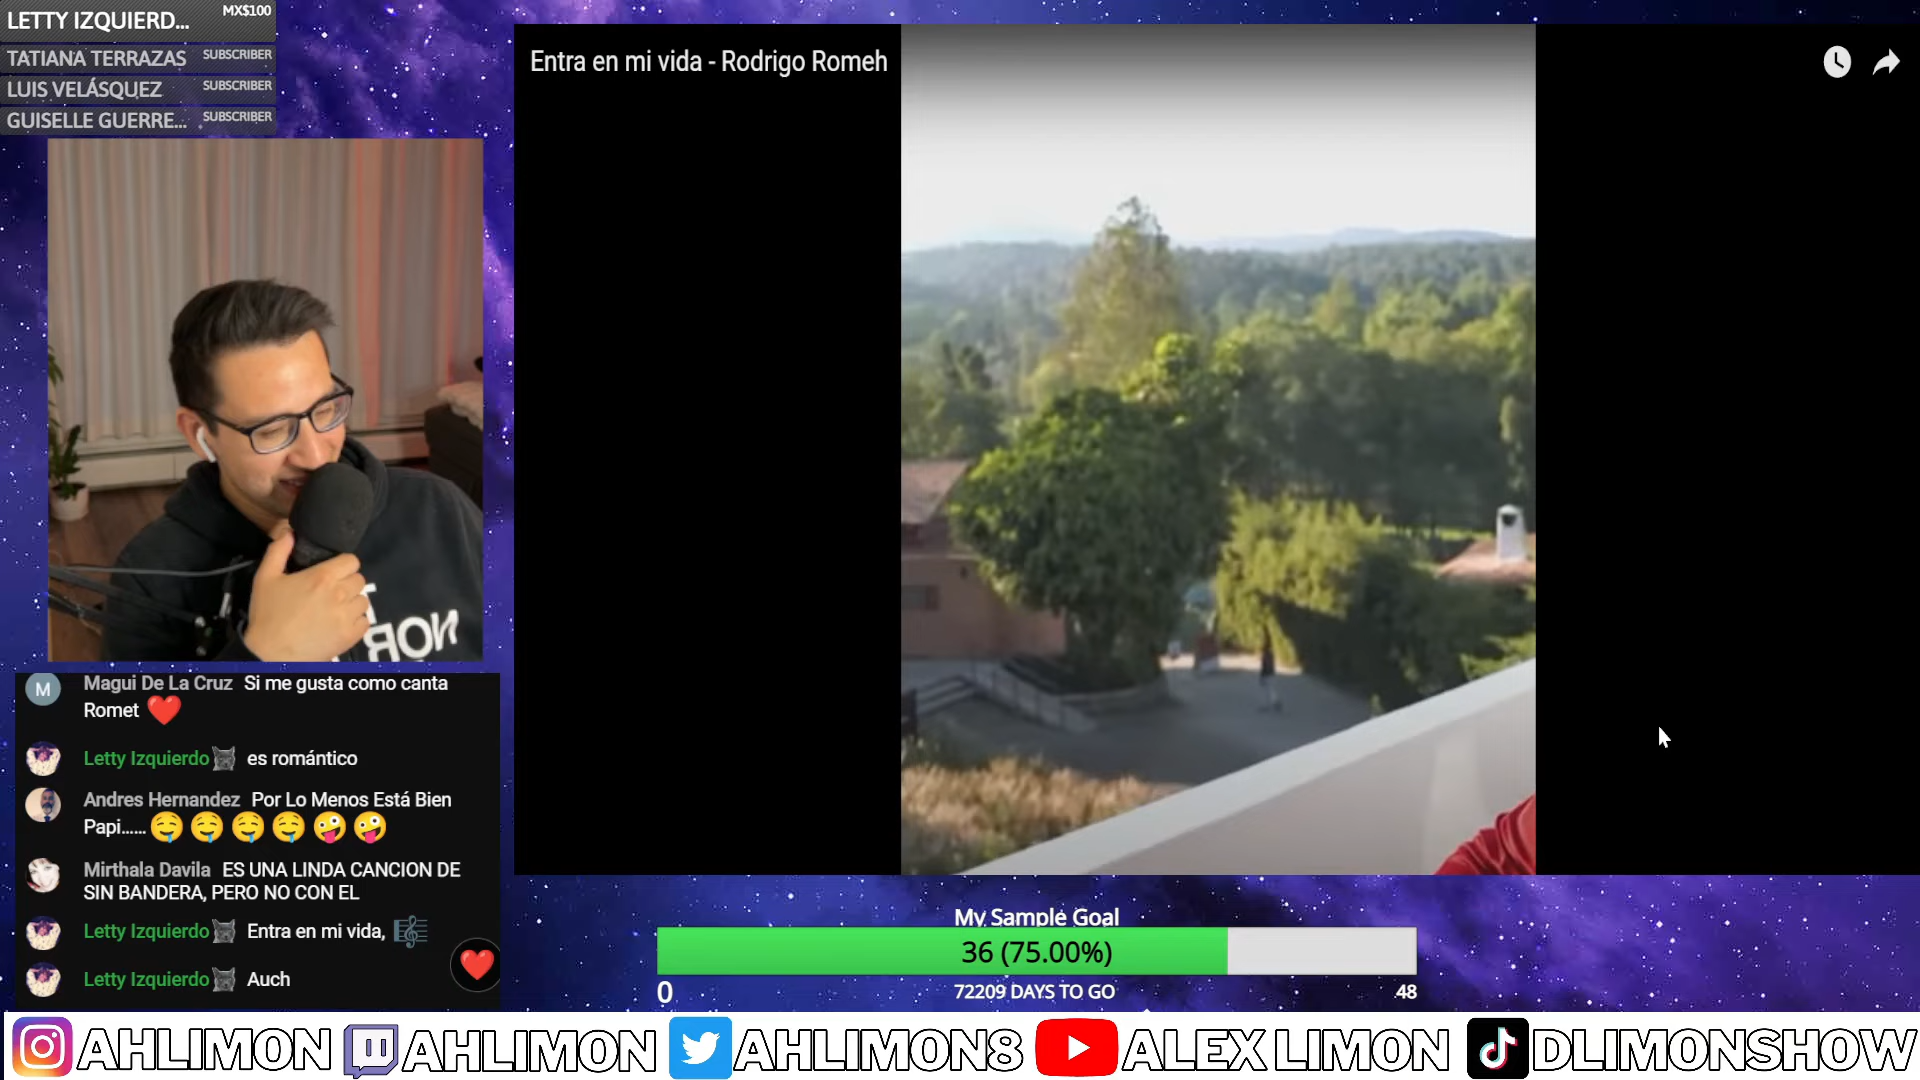 LETTY IZQUIERD... MX$100
TATIANA TERRAZAS SUBSCRIBER
LUIS VELÁSQUEZ SUBSCRIBER
GUISELLE GUERRE... SUBSCRIBER
Entra en mi vida - Rodrigo Romeh
NOR
M
Magui De La Cruz Si me gusta como canta
Romet ❤️
Letty Izquierdo es romántico
Andres Hernandez Por Lo Menos Está Bien
Papi...... 🤤🤤🤤🤤🤪🤪
Mirthala Davila ES UNA LINDA CANCION DE
SIN BANDERA, PERO NO CON EL
Letty Izquierdo Entra en mi vida, 🎼
Letty Izquierdo Auch
My Sample Goal
36 (75.00%)
0 72209 DAYS TO GO 48
AHLIMON AHLIMON AHLIMON8 ALEX LIMON DLIMONSHOW